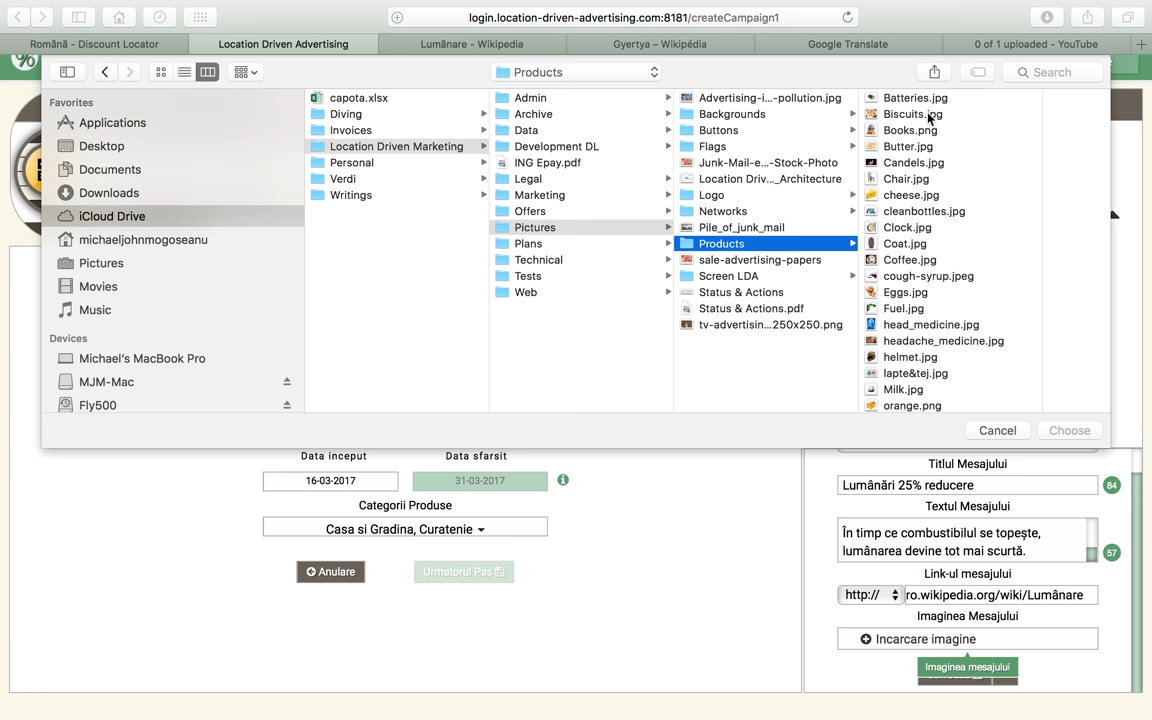 login.location-driven-advertising.com:8181/createCampaign1
Română - Discount Locator
Location Driven Advertising
Lumânare - Wikipedia
Gyertya – Wikipédia
Google Translate
0 of 1 uploaded - YouTube
%
Products
Search
Favorites
Applications
Desktop
Documents
Downloads
iCloud Drive
michaeljohnmogoseanu
Pictures
Movies
Music
Devices
Michael's MacBook Pro
MJM-Mac
Fly500
capota.xlsx
Diving
Invoices
Location Driven Marketing
Personal
Verdi
Writings
Admin
Archive
Data
Development DL
ING Epay.pdf
Legal
Marketing
Offers
Pictures
Plans
Technical
Tests
Web
Advertising-i...-pollution.jpg
Backgrounds
Buttons
Flags
Junk-Mail-e...-Stock-Photo
Location Driv..._Architecture
Logo
Networks
Pile_of_junk_mail
Products
sale-advertising-papers
Screen LDA
Status & Actions
Status & Actions.pdf
tv-advertisin...250x250.png
Batteries.jpg
Biscuits.jpg
Books.png
Butter.jpg
Candels.jpg
Chair.jpg
cheese.jpg
cleanbottles.jpg
Clock.jpg
Coat.jpg
Coffee.jpg
cough-syrup.jpeg
Eggs.jpg
Fuel.jpg
head_medicine.jpg
headache_medicine.jpg
helmet.jpg
lapte&tej.jpg
Milk.jpg
orange.png
Cancel
Choose
Data inceput
Data sfarsit
16-03-2017
31-03-2017
Categorii Produse
Casa si Gradina, Curatenie
Anulare
Urmatorul Pas
Titlul Mesajului
Lumânări 25% reducere
84
Textul Mesajului
În timp ce combustibilul se topește,
lumânarea devine tot mai scurtă.
57
Link-ul mesajului
http://
ro.wikipedia.org/wiki/Lumânare
Imaginea Mesajului
Incarcare imagine
Imaginea mesajului